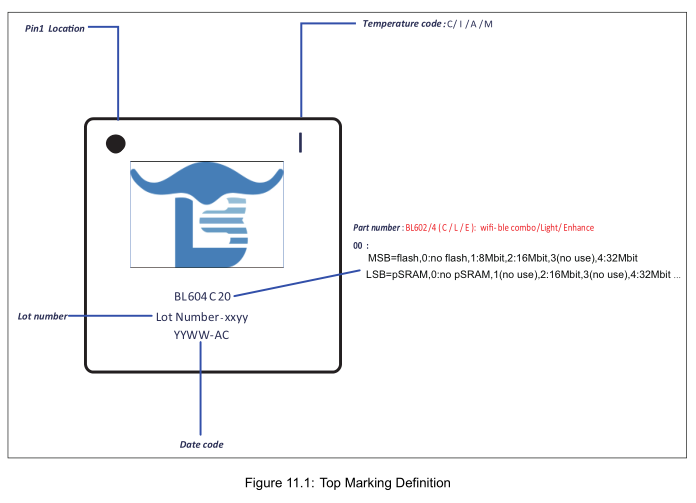 Pin1 Location
Temperature code : C / I / A / M
I
Part number : BL602/4 ( C / L / E ): wifi- ble combo/Light/ Enhance
00 :
MSB=flash,0:no flash,1:8Mbit,2:16Mbit,3(no use),4:32Mbit
LSB=pSRAM,0:no pSRAM,1(no use),2:16Mbit,3(no use),4:32Mbit ...
BL604 C 20
Lot number
Lot Number - xxyy
YYWW-AC
Date code
Figure 11.1: Top Marking Definition